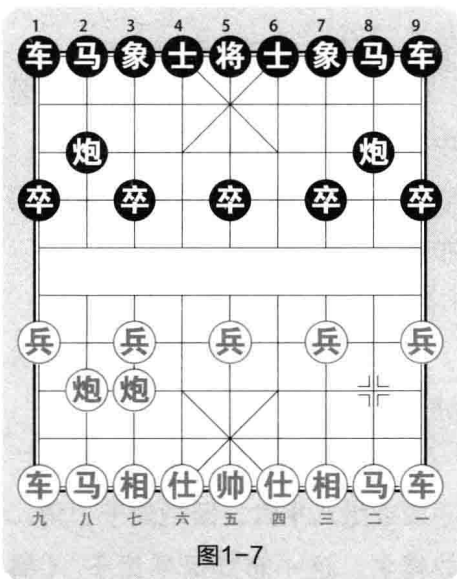 1 2 3 4 5 6 7 8 9
车 马 象 士 将 士 象 马 车
炮 炮
卒 卒 卒 卒 卒
兵 兵 兵 兵 兵
炮 炮
车 马 相 仕 帅 仕 相 马 车
九 八 七 六 五 四 三 二 一
图1-7